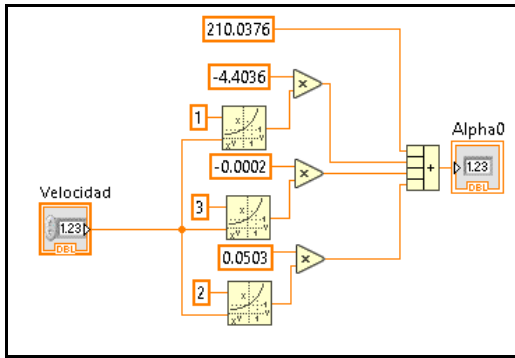 210.0376
-4.4036
×
1
x
x y
Alpha0
1.23
DBL
+
-0.0002
×
Velocidad
1.23
DBL
3
x
x y
0.0503
×
2
x
x y